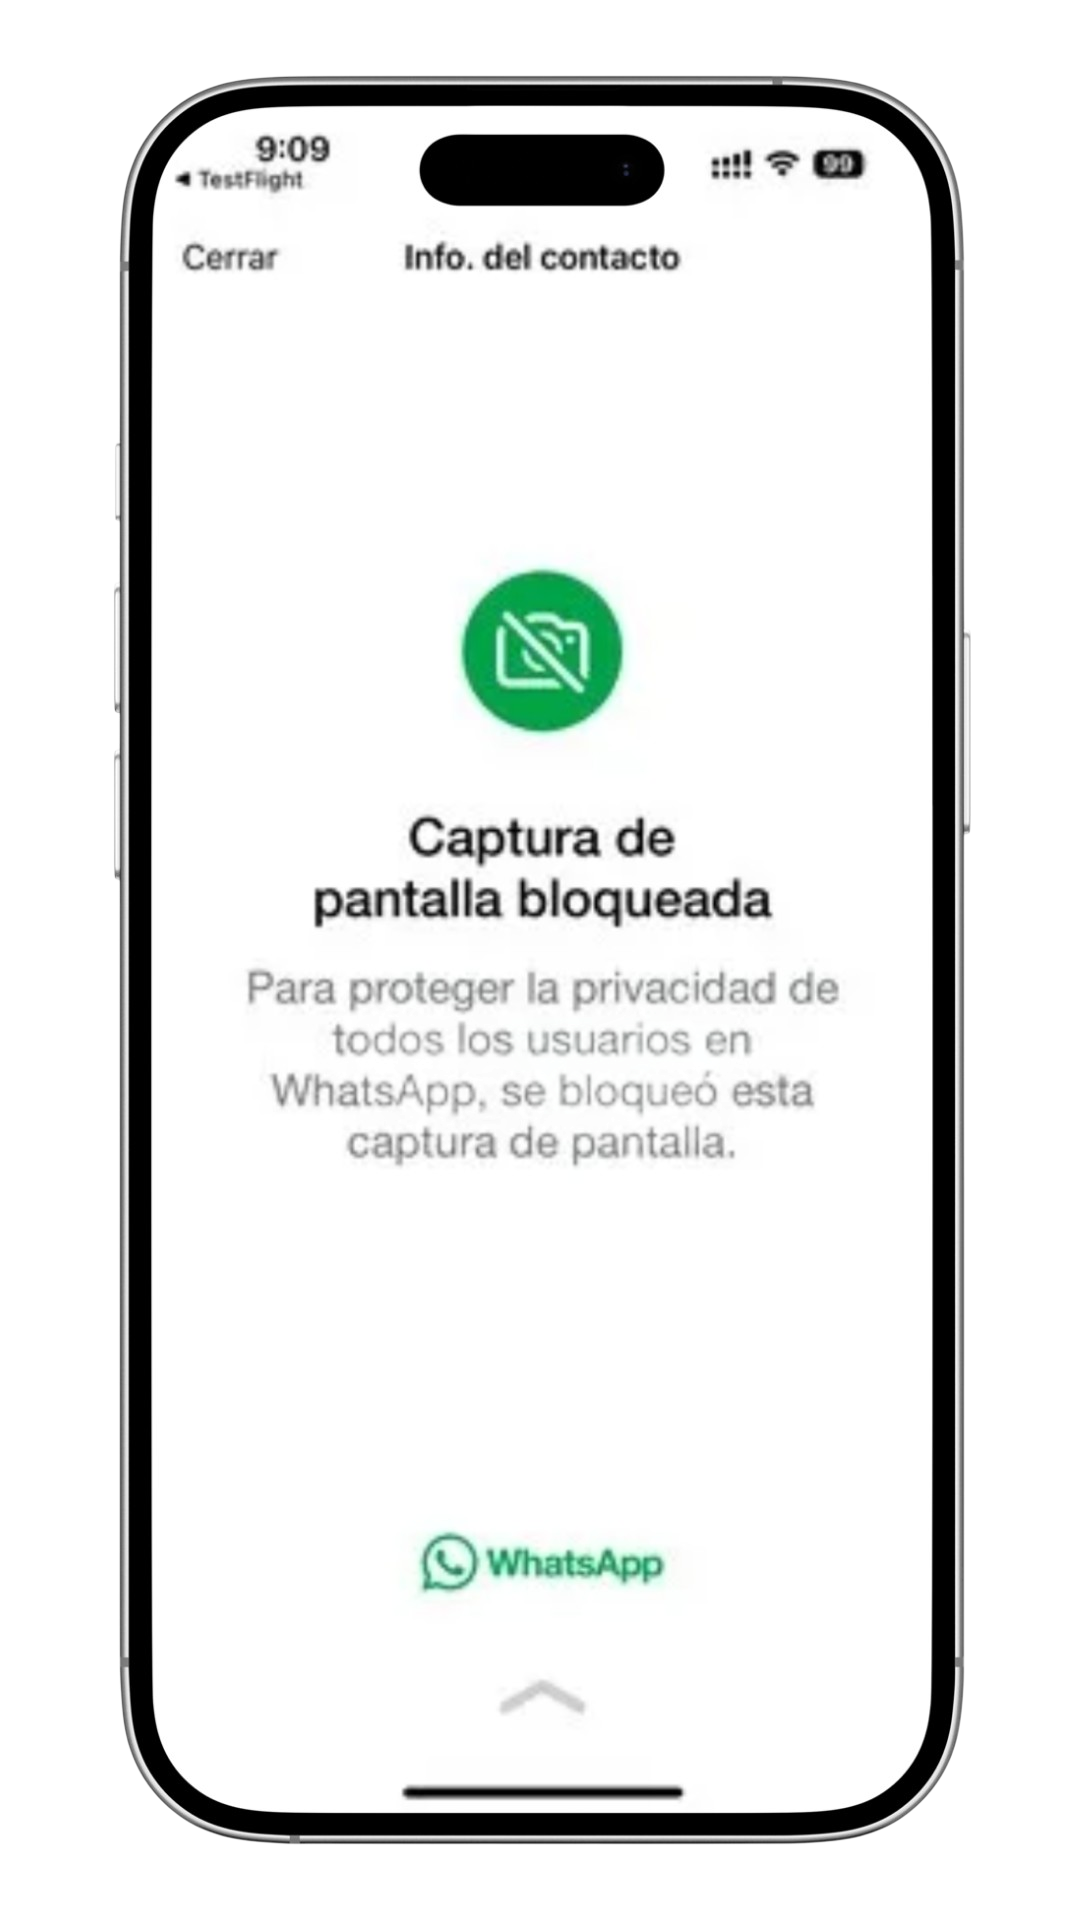 9:09
◀ TestFlight
99
Cerrar
Info. del contacto
Captura de
pantalla bloqueada
Para proteger la privacidad de
todos los usuarios en
WhatsApp, se bloqueó esta
captura de pantalla.
WhatsApp